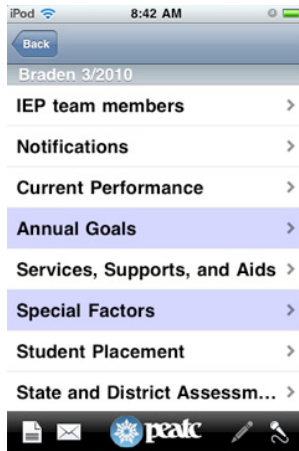 iPod 8:42 AM
Back
Braden 3/2010
IEP team members
Notifications
Current Performance
Annual Goals
Services, Supports, and Aids
Special Factors
Student Placement
State and District Assessm...
peatc